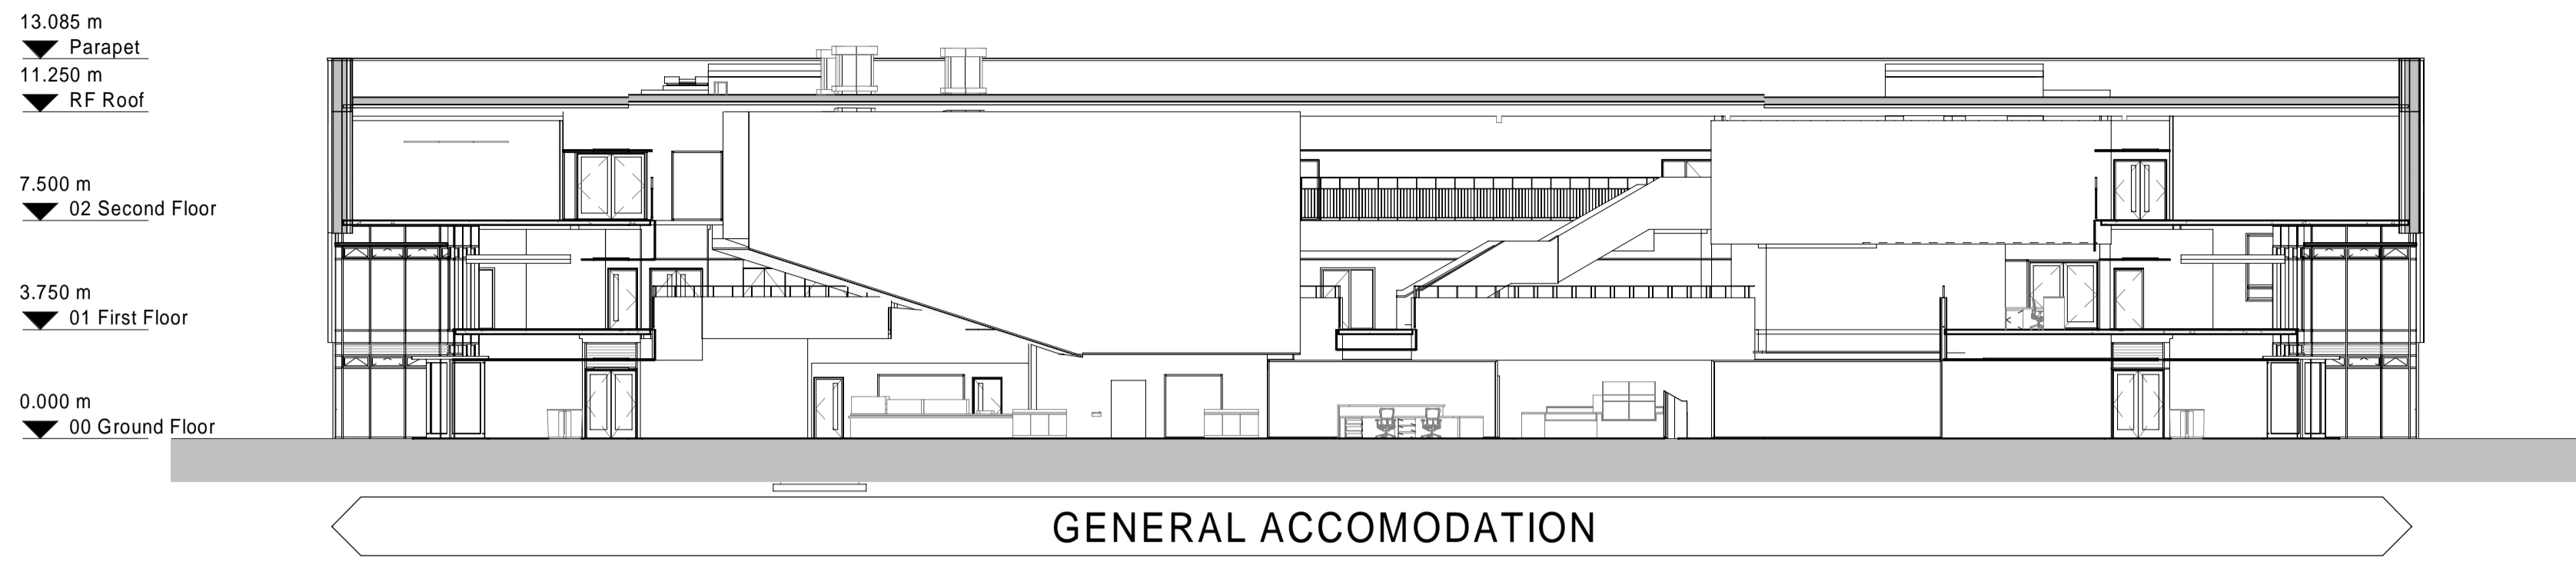 13.085 m
Parapet
11.250 m
RF Roof
7.500 m
02 Second Floor
3.750 m
01 First Floor
0.000 m
00 Ground Floor
GENERAL ACCOMODATION